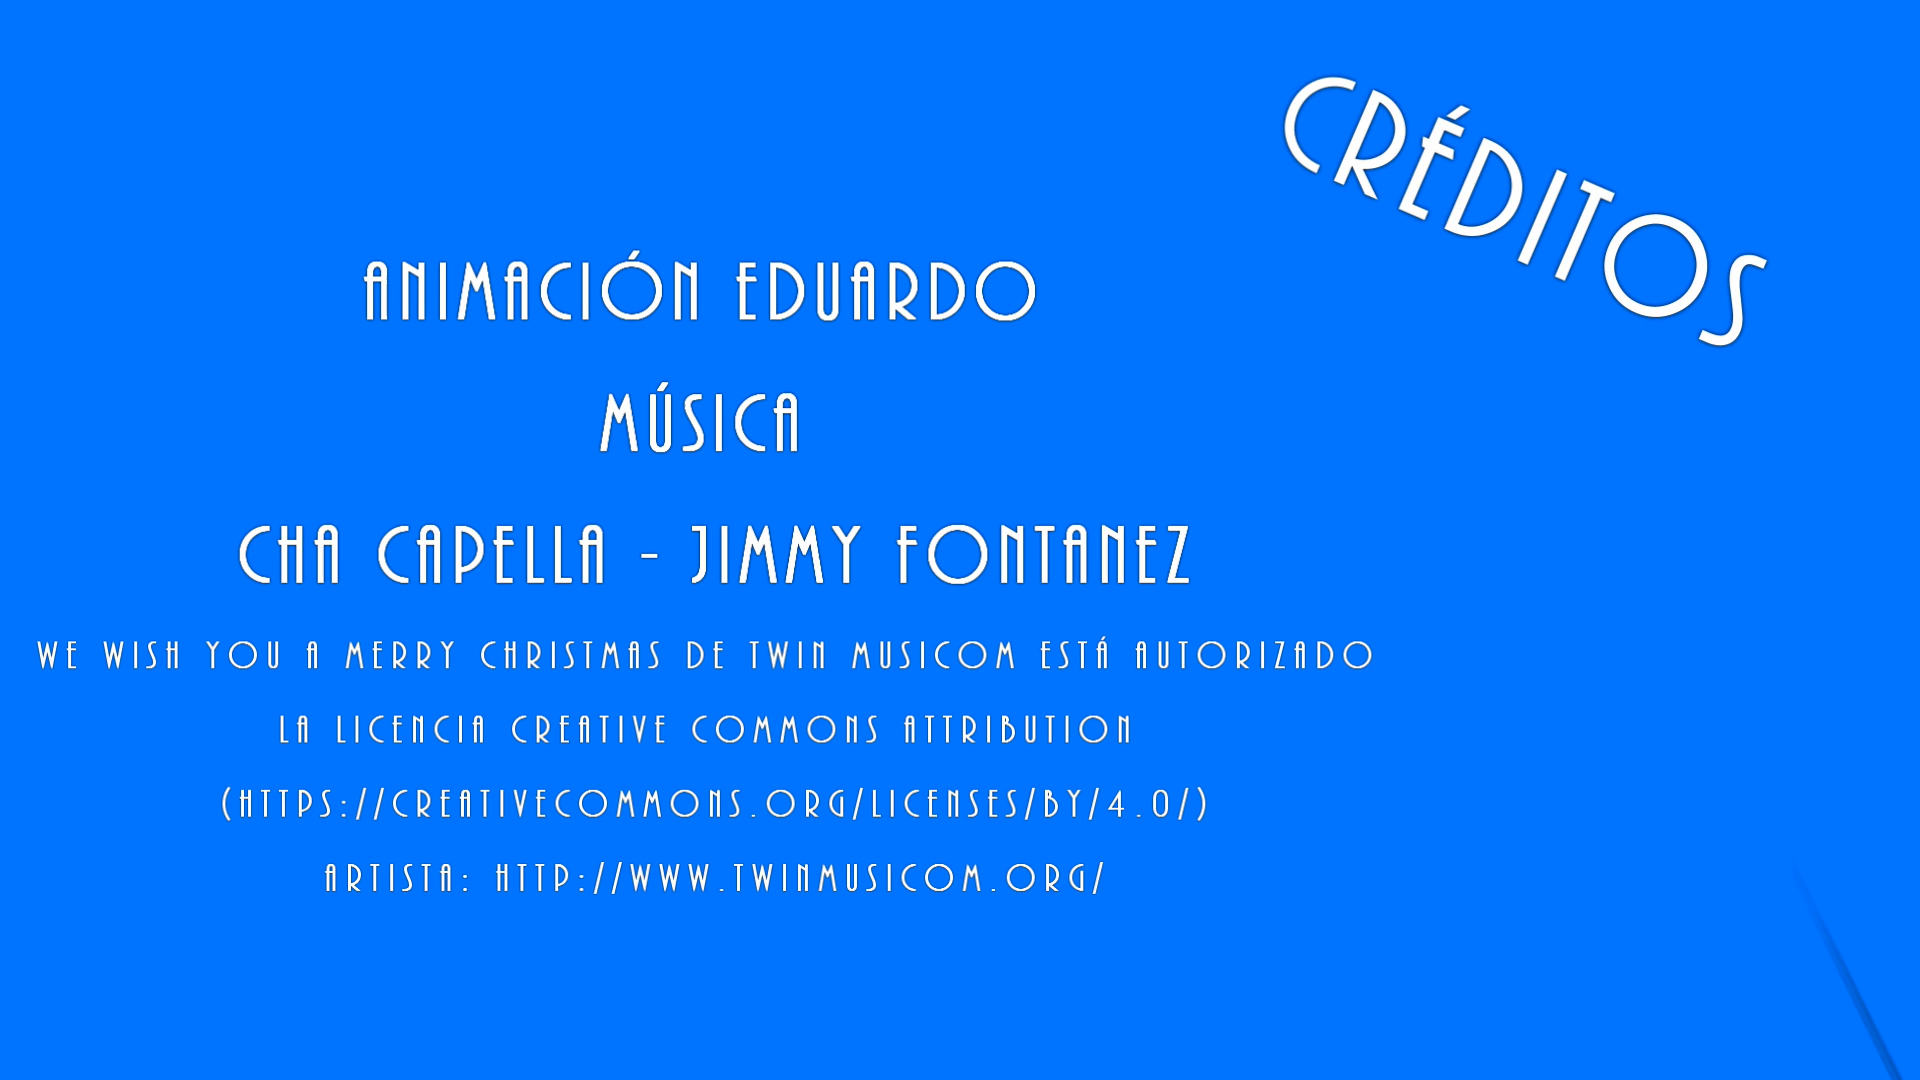 CRÉDITOS
ANIMACIÓN EDUARDO
MÚSICA
CHA CAPELLA - JIMMY FONTANEZ
WE WISH YOU A MERRY CHRISTMAS DE TWIN MUSICOM ESTÁ AUTORIZADO
LA LICENCIA CREATIVE COMMONS ATTRIBUTION
(HTTPS://CREATIVECOMMONS.ORG/LICENSES/BY/4.0/)
ARTISTA: HTTP://WWW.TWINMUSICOM.ORG/